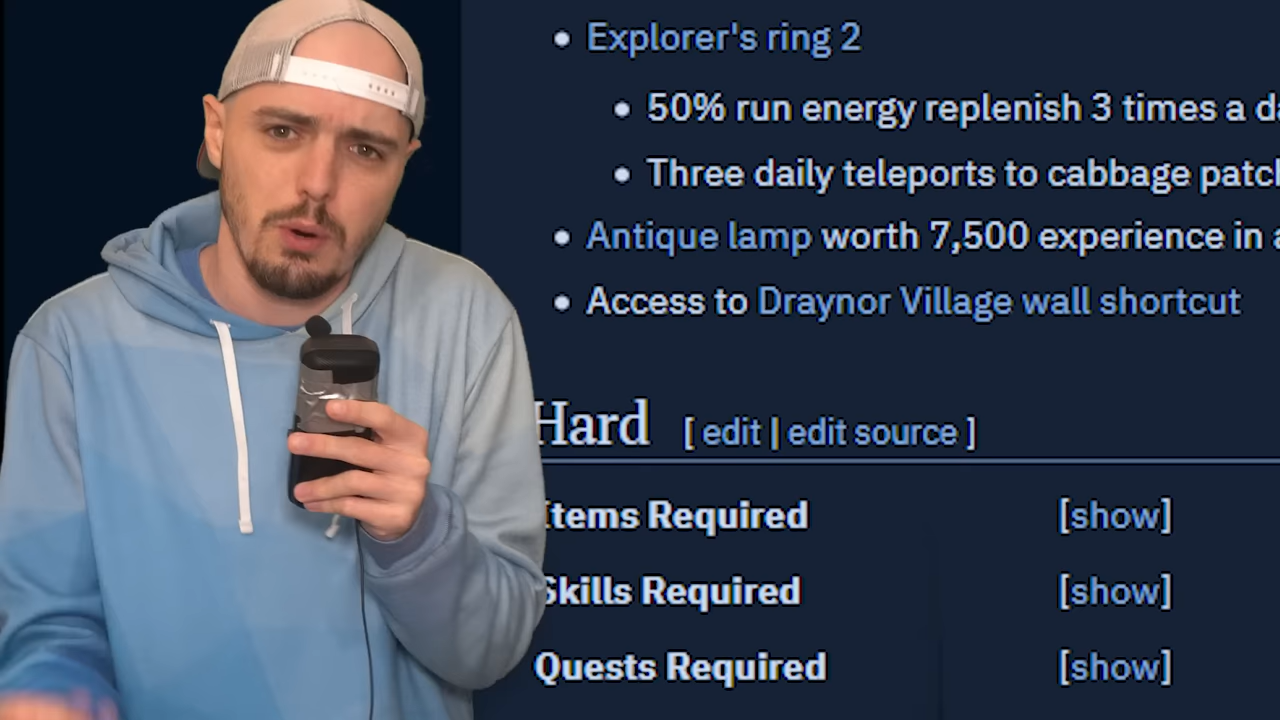 Explorer's ring 2
50% run energy replenish 3 times a
Three daily teleports to cabbage
Antique lamp worth 7,500 experience in
Access to Draynor Village wall shortcut
Hard [ edit | edit source ]
Items Required [show]
Skills Required [show]
Quests Required [show]